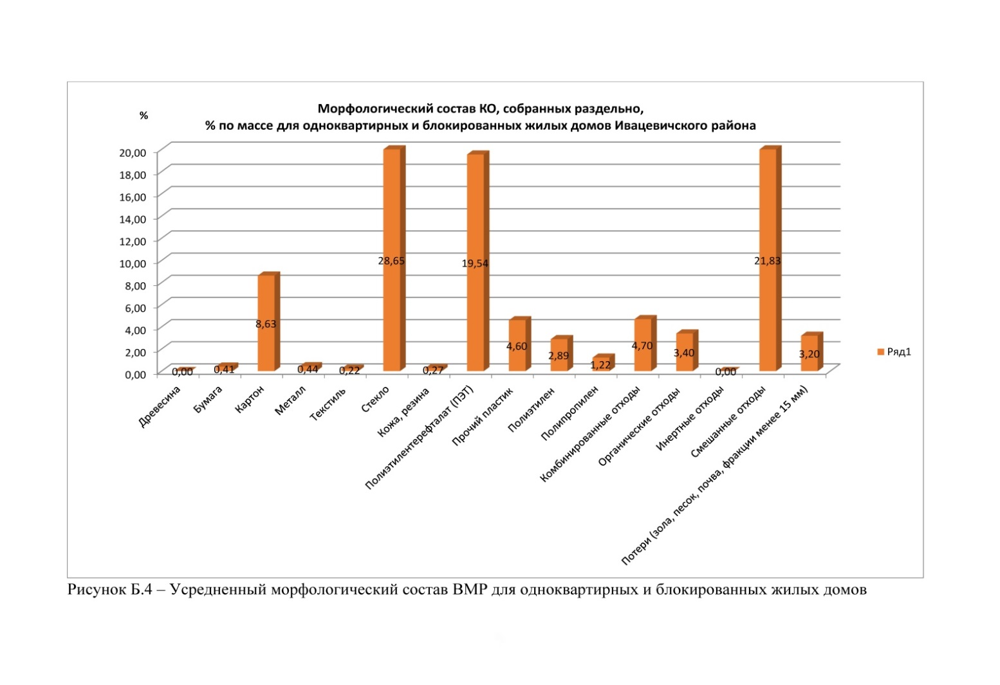 Морфологический состав КО, собранных раздельно,
% по массе для одноквартирных и блокированных жилых домов Ивацевичского района
%
20,00
18,00
16,00
14,00
12,00
10,00
8,00
6,00
4,00
2,00
0,00
0,00
0,41
8,63
0,44
0,22
28,65
0,27
19,54
4,60
2,89
1,22
4,70
3,40
0,00
21,83
3,20
Древесина
Бумага
Картон
Металл
Текстиль
Стекло
Кожа, резина
Полиэтилентерефталат (ПЭТ)
Прочий пластик
Полиэтилен
Полипропилен
Комбинированные отходы
Органические отходы
Инертные отходы
Смешанные отходы
Потери (зола, песок, почва, фракции менее 15 мм)
Ряд1
Рисунок Б.4 – Усредненный морфологический состав ВМР для одноквартирных и блокированных жилых домов